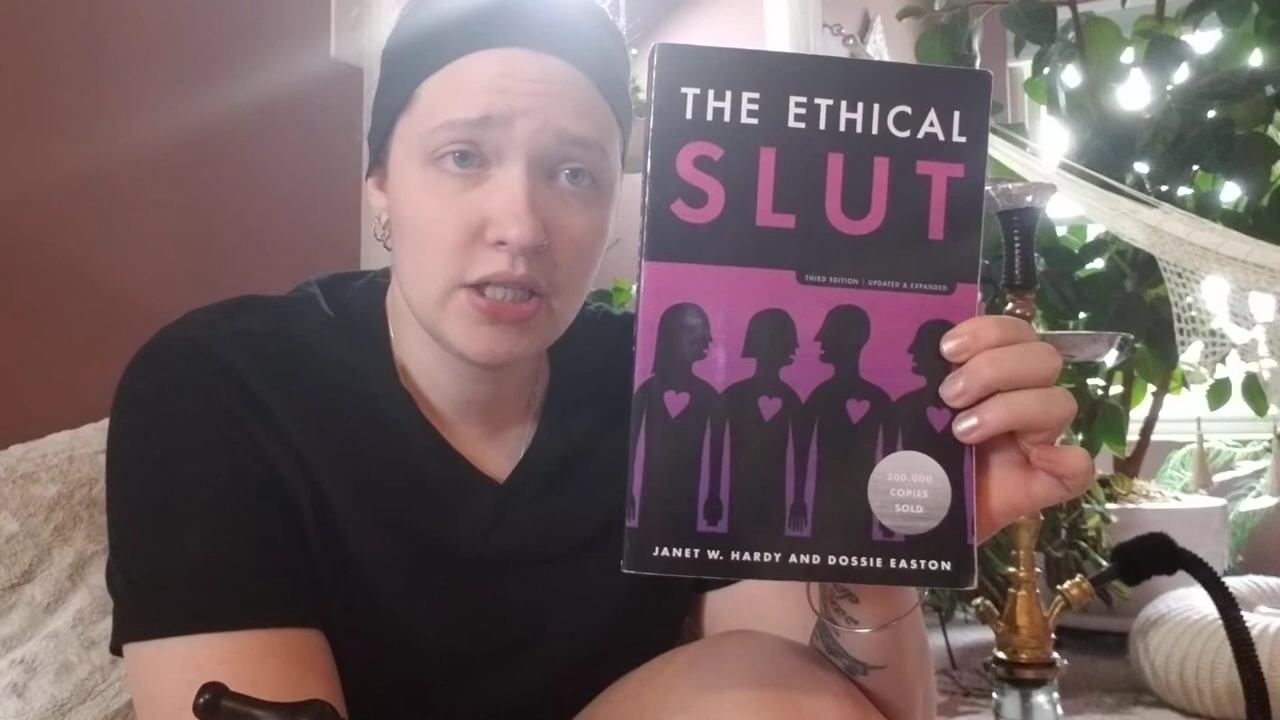 THE ETHICAL
SLUT
THIRD EDITION | UPDATED & EXPANDED
200,000
COPIES
SOLD
JANET W. HARDY AND DOSSIE EASTON